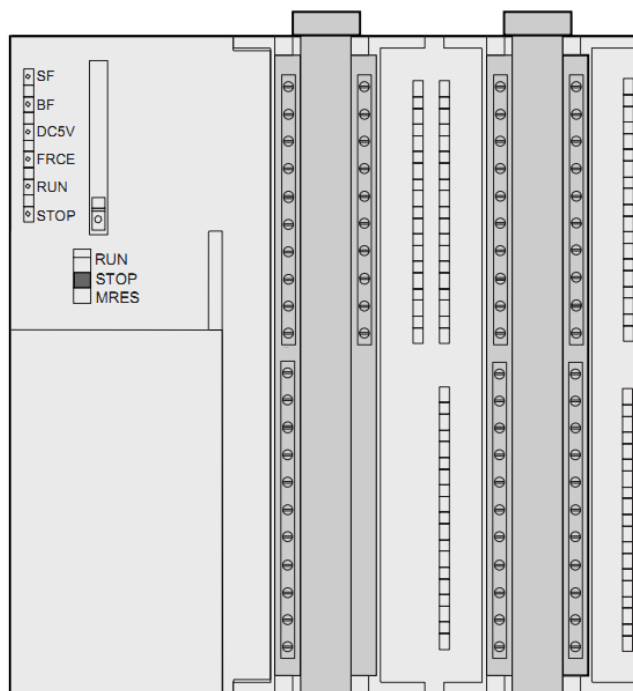 SF
BF
DC5V
FRCE
RUN
STOP
RUN
STOP
MRES